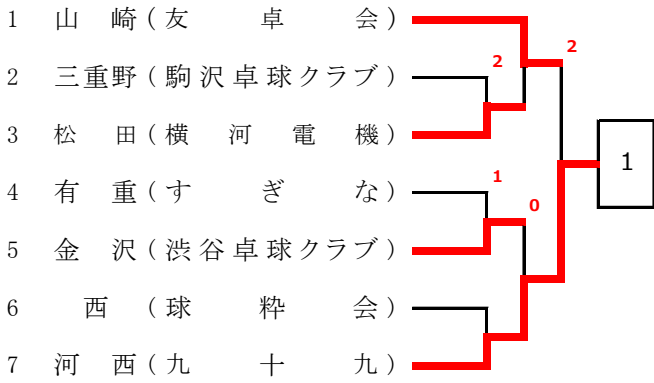 1 山 崎 ( 友 卓 会 )
2
2 三重野 ( 駒沢卓球クラブ )
2
3 松 田 ( 横 河 電 機 )
1
4 有 重 ( す ぎ な )
1
0
5 金 沢 ( 渋谷卓球クラブ )
6 西 ( 球 粋 会 )
7 河 西 ( 九 十 九 )